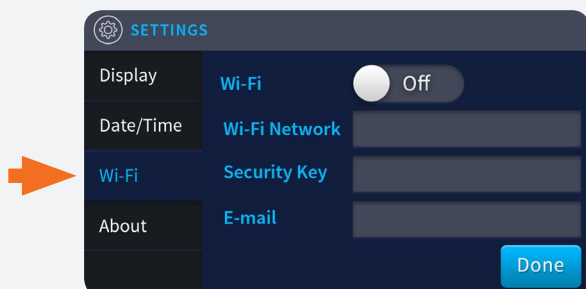 SETTINGS
Display
Date/Time
Wi-Fi
About
Wi-Fi Off
Wi-Fi Network
Security Key
E-mail
Done